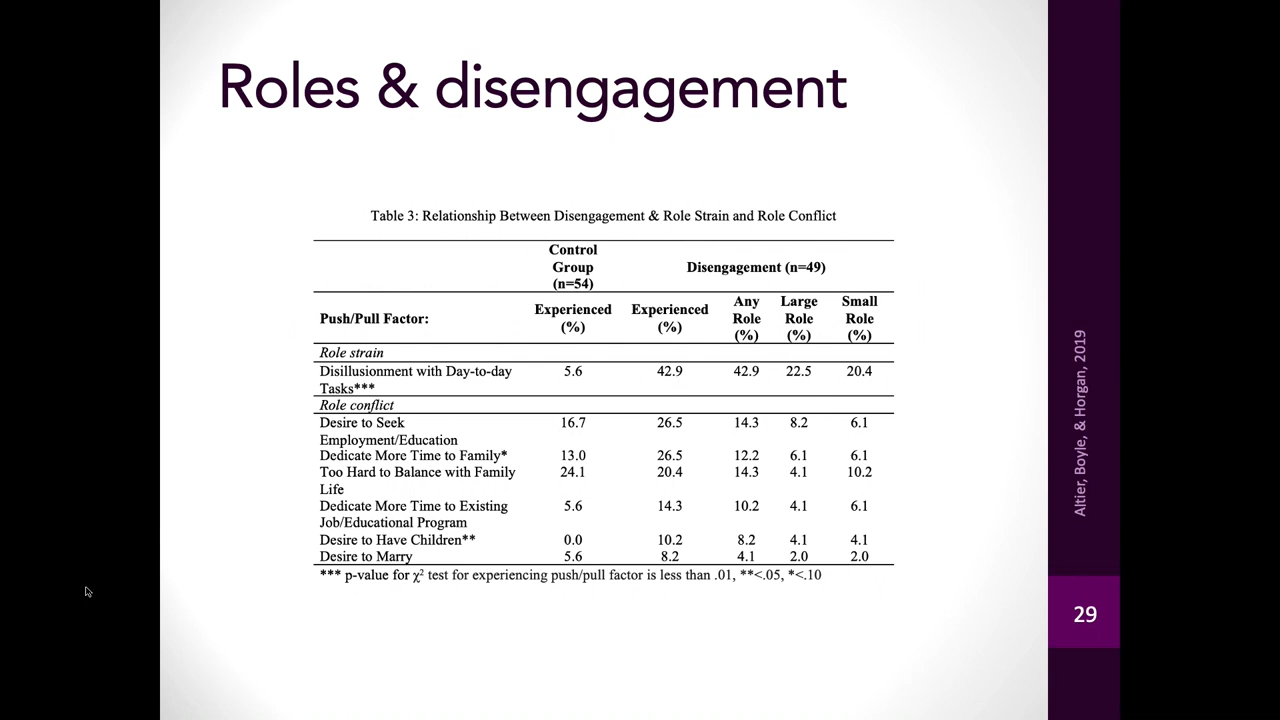 Roles & disengagement
Table 3: Relationship Between Disengagement & Role Strain and Role Conflict
Control
Group
(n=54)
Disengagement (n=49)
Push/Pull Factor:
Experienced
(%)
Experienced
(%)
Any
Role
(%)
Large
Role
(%)
Small
Role
(%)
Role strain
Disillusionment with Day-to-day 5.6 42.9 42.9 22.5 20.4
Tasks***
Role conflict
Desire to Seek 16.7 26.5 14.3 8.2 6.1
Employment/Education
Dedicate More Time to Family* 13.0 26.5 12.2 6.1 6.1
Too Hard to Balance with Family 24.1 20.4 14.3 4.1 10.2
Life
Dedicate More Time to Existing 5.6 14.3 10.2 4.1 6.1
Job/Educational Program
Desire to Have Children** 0.0 10.2 8.2 4.1 4.1
Desire to Marry 5.6 8.2 4.1 2.0 2.0
*** p-value for χ² test for experiencing push/pull factor is less than .01, **<.05, *<.10
Altier, Boyle, & Horgan, 2019
29